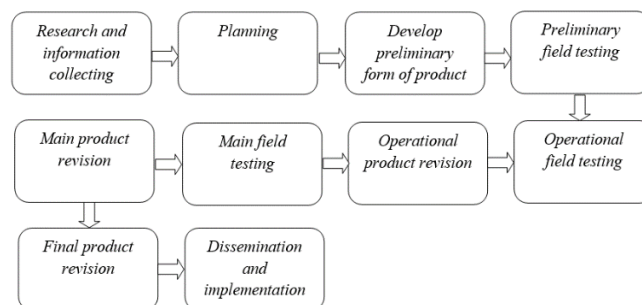 Research and
information
collecting
Planning
Develop
preliminary
form of product
Preliminary
field testing
Main product
revision
Main field
testing
Operational
product revision
Operational
field testing
Final product
revision
Dissemination
and
implementation